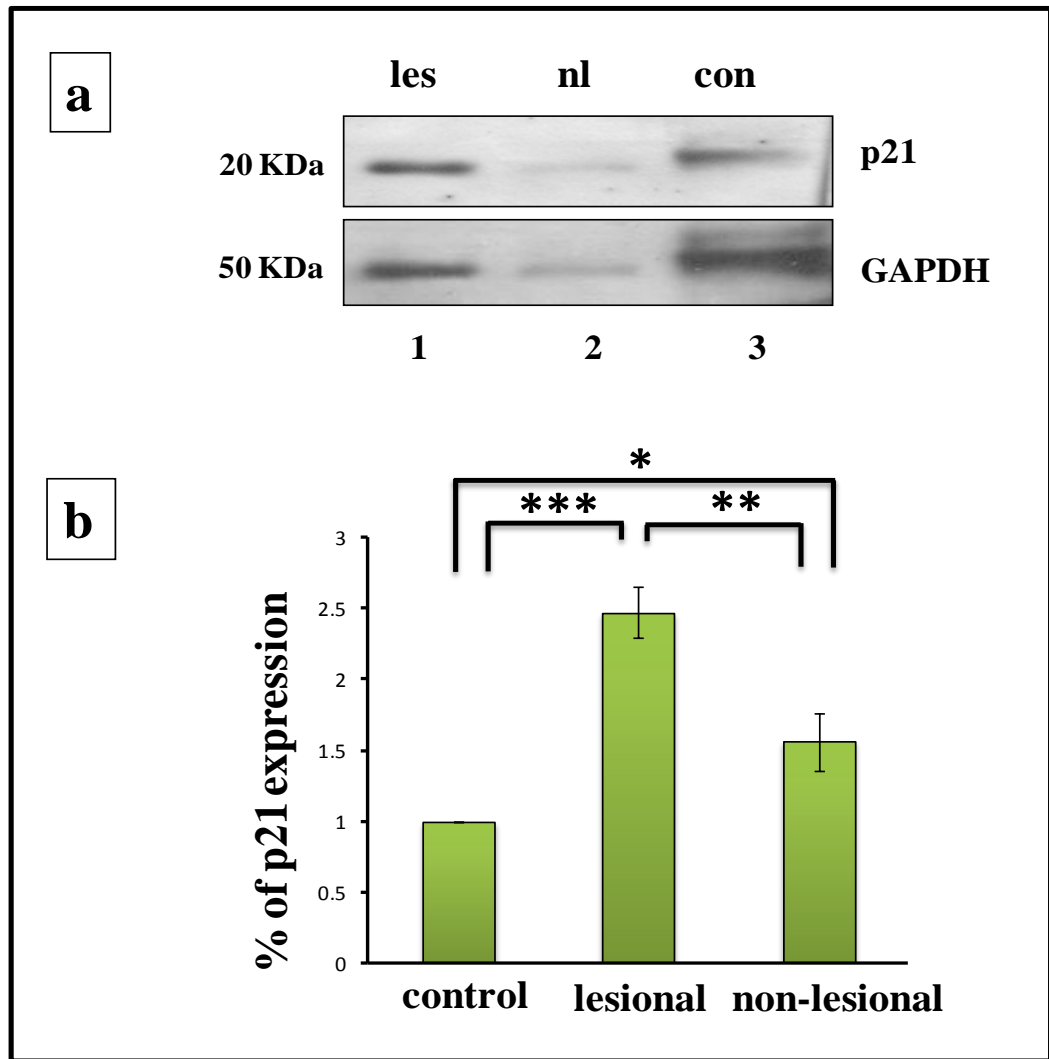 a
les nl con
20 KDa p21
50 KDa GAPDH
1 2 3
b
*
*** **
% of p21 expression
3
2.5
2
1.5
1
0.5
0
control lesional non-lesional